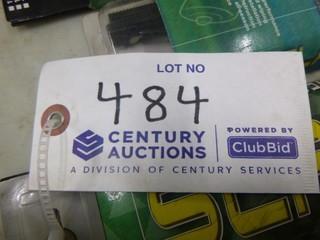 LOT NO
484
CENTURY AUCTIONS
POWERED BY
ClubBid
A DIVISION OF CENTURY SERVICES